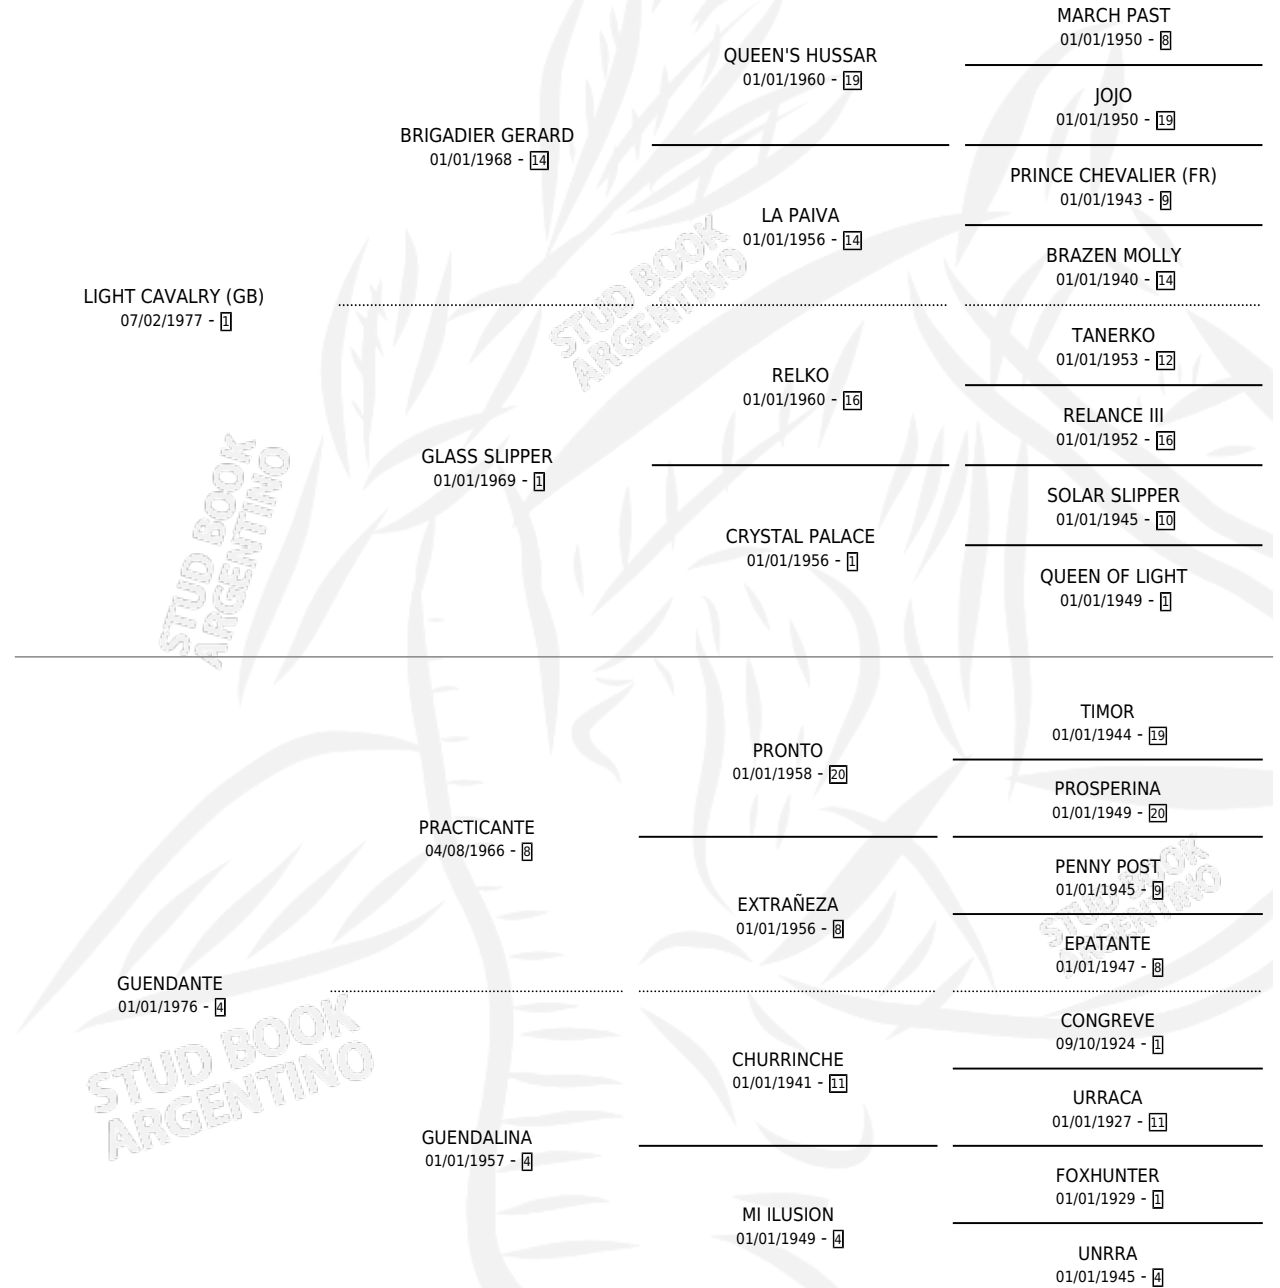 MARCH PAST
01/01/1950 - 8
QUEEN'S HUSSAR
01/01/1960 - 19
JOJO
01/01/1950 - 19
BRIGADIER GERARD
01/01/1968 - 14
PRINCE CHEVALIER (FR)
01/01/1943 - 9
LA PAIVA
01/01/1956 - 14
BRAZEN MOLLY
01/01/1940 - 14
LIGHT CAVALRY (GB)
07/02/1977 - 1
TANERKO
01/01/1953 - 12
RELKO
01/01/1960 - 16
RELANCE III
01/01/1952 - 16
GLASS SLIPPER
01/01/1969 - 1
SOLAR SLIPPER
01/01/1945 - 10
CRYSTAL PALACE
01/01/1956 - 1
QUEEN OF LIGHT
01/01/1949 - 1
TIMOR
01/01/1944 - 19
PRONTO
01/01/1958 - 20
PROSPERINA
01/01/1949 - 20
PRACTICANTE
04/08/1966 - 8
PENNY POST
01/01/1945 - 9
EXTRAÑEZA
01/01/1956 - 8
EPATANTE
01/01/1947 - 8
GUENDANTE
01/01/1976 - 4
CONGREVE
09/10/1924 - 1
CHURRINCHE
01/01/1941 - 11
URRACA
01/01/1927 - 11
GUENDALINA
01/01/1957 - 4
FOXHUNTER
01/01/1929 - 1
MI ILUSION
01/01/1949 - 4
UNRRA
01/01/1945 - 4
STUD BOOK
ARGENTINO
STUD BOOK
ARGENTINO
STUD BOOK
ARGENTINO
STUD BOOK
ARGENTINO